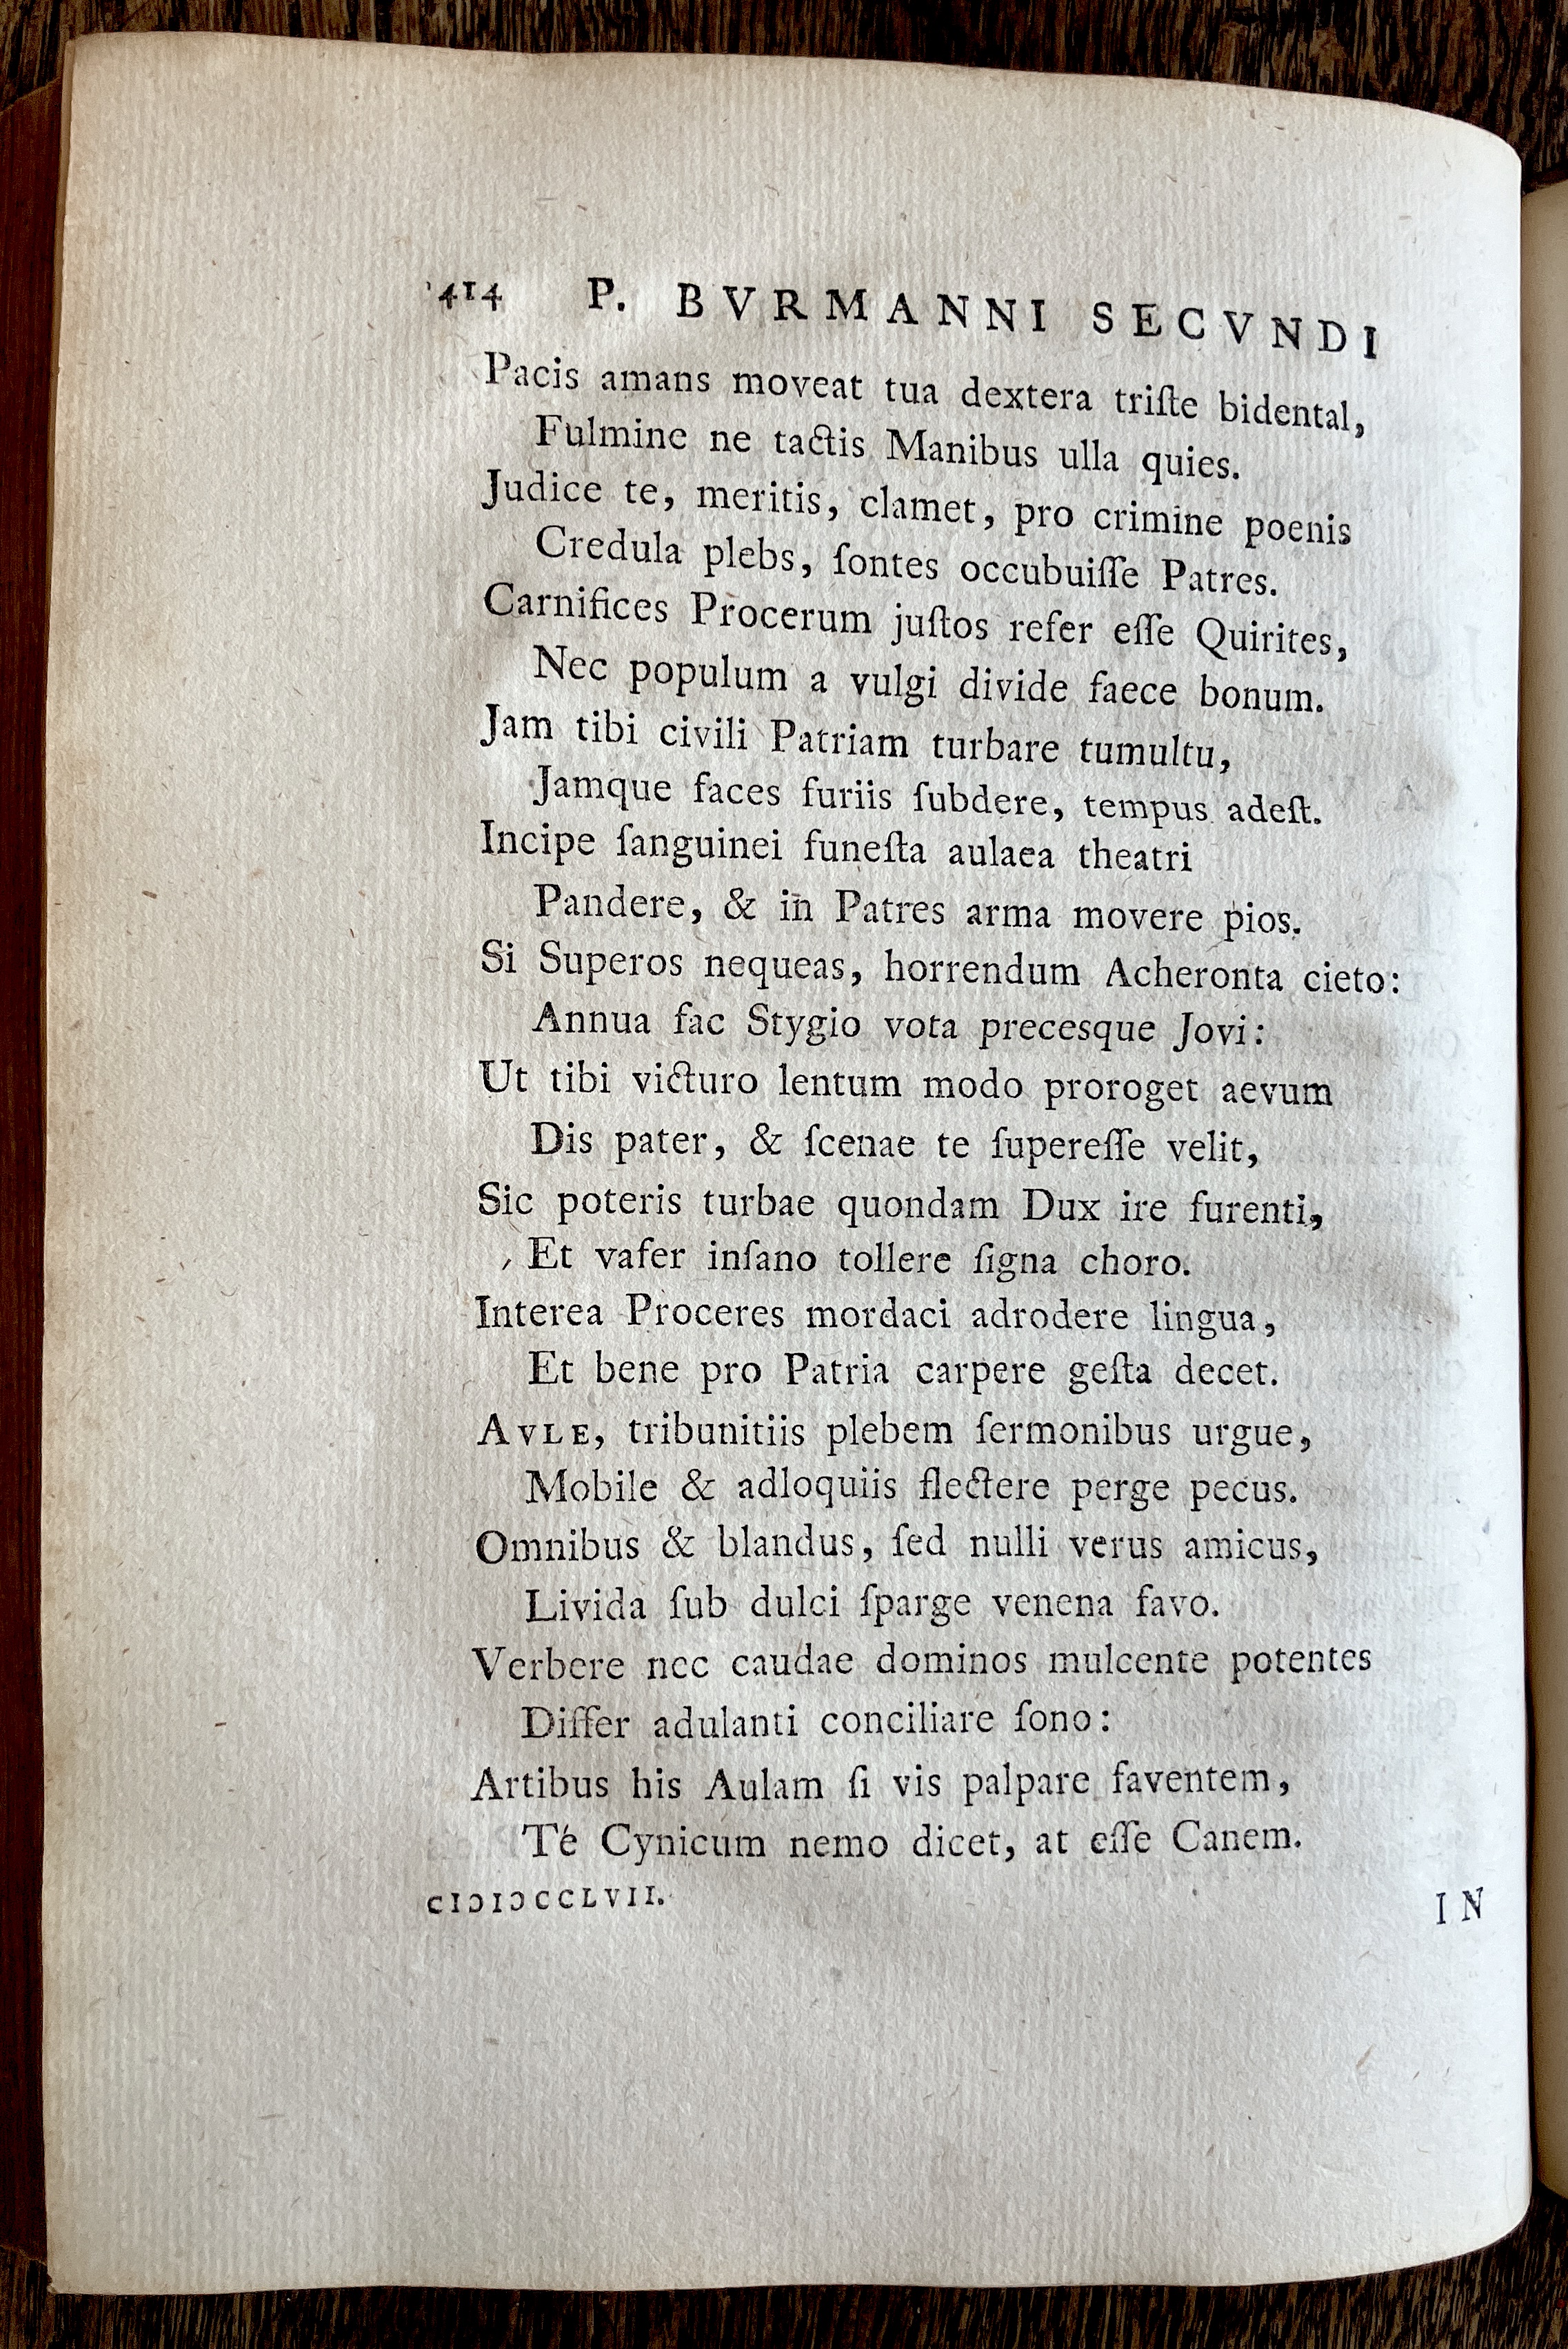 414 P. BVRMANNI SECVNDI
Pacis amans moveat tua dextera triſte bidental,
Fulmine ne tactis Manibus ulla quies.
Judice te, meritis, clamet, pro crimine poenis
Credula plebs, ſontes occubuiſſe Patres.
Carnifices Procerum juſtos refer eſſe Quirites,
Nec populum a vulgi divide faece bonum.
Jam tibi civili Patriam turbare tumultu,
Jamque faces furiis ſubdere, tempus adeſt.
Incipe ſanguinei funeſta aulaea theatri
Pandere, & in Patres arma movere pios.
Si Superos nequeas, horrendum Acheronta cieto:
Annua fac Stygio vota precesque Jovi:
Ut tibi victuro lentum modo proroget aevum
Dis pater, & ſcenae te ſupereſſe velit,
Sic poteris turbae quondam Dux ire furenti,
Et vafer inſano tollere ſigna choro.
Interea Proceres mordaci adrodere lingua,
Et bene pro Patria carpere geſta decet.
AVLE, tribunitiis plebem ſermonibus urgue,
Mobile & adloquiis flectere perge pecus.
Omnibus & blandus, ſed nulli verus amicus,
Livida ſub dulci ſparge venena favo.
Verbere nec caudae dominos mulcente potentes
Differ adulanti conciliare ſono:
Artibus his Aulam ſi vis palpare faventem,
Té Cynicum nemo dicet, at eſſe Canem.
CIↃIↃCCLVII.
IN